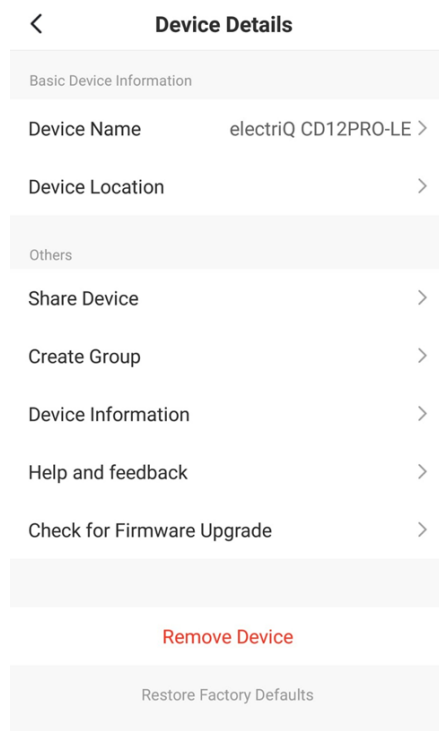 Device Details
Basic Device Information
Device Name electriQ CD12PRO-LE
Device Location
Others
Share Device
Create Group
Device Information
Help and feedback
Check for Firmware Upgrade
Remove Device
Restore Factory Defaults